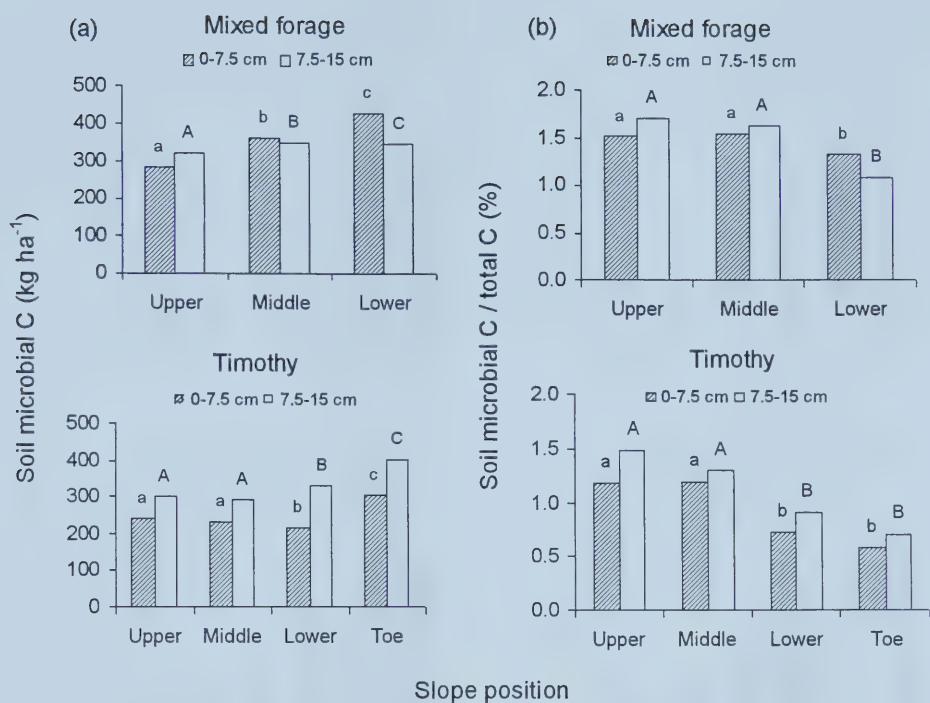 (a) Mixed forage
0-7.5 cm 7.5-15 cm
500
400
300
300
100
0
a A b B c C
Upper Middle Lower
Timothy
0-7.5 cm 7.5-15 cm
500
400
300
200
200
0
a A a A b B c C
Upper Middle Lower Toe
Soil microbial C (kg ha⁻¹)
(b) Mixed forage
0-7.5 cm 7.5-15 cm
2.0
1.5
1.0
1.5
0.0
a A a A b B
Upper Middle Lower
Timothy
0-7.5 cm 7.5-15 cm
2.0
1.5
1.0
0.5
0.0
a A a A b B b B
Upper Middle Lower Toe
Soil microbial C / total C (%)
Slope position